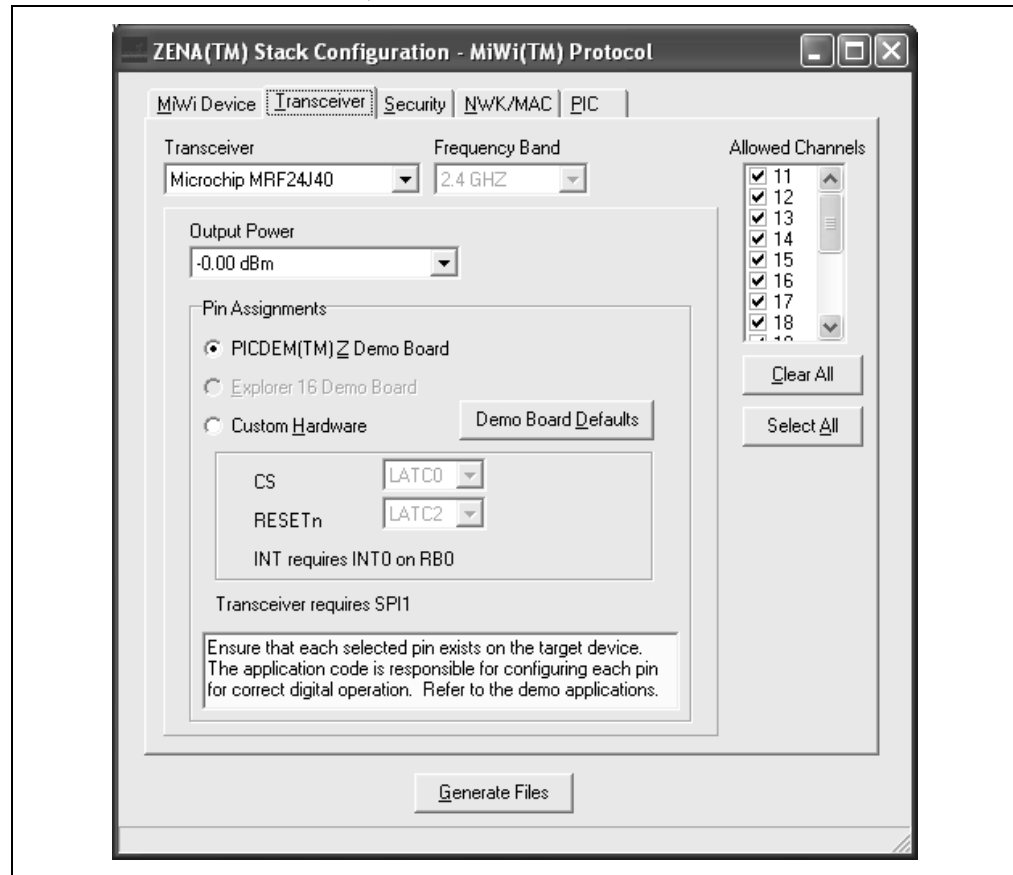 ZENA(TM) Stack Configuration - MiWi(TM) Protocol
MiWi Device Transceiver Security NWK/MAC PIC
Transceiver
Microchip MRF24J40
Frequency Band
2.4 GHZ
Output Power
-0.00 dBm
Pin Assignments
PICDEM(TM) Z Demo Board
Explorer 16 Demo Board
Custom Hardware
Demo Board Defaults
CS
LATC0
RESETn
LATC2
INT requires INT0 on RB0
Transceiver requires SPI1
Ensure that each selected pin exists on the target device.
The application code is responsible for configuring each pin
for correct digital operation. Refer to the demo applications.
Allowed Channels
11
12
13
14
15
16
17
18
Clear All
Select All
Generate Files